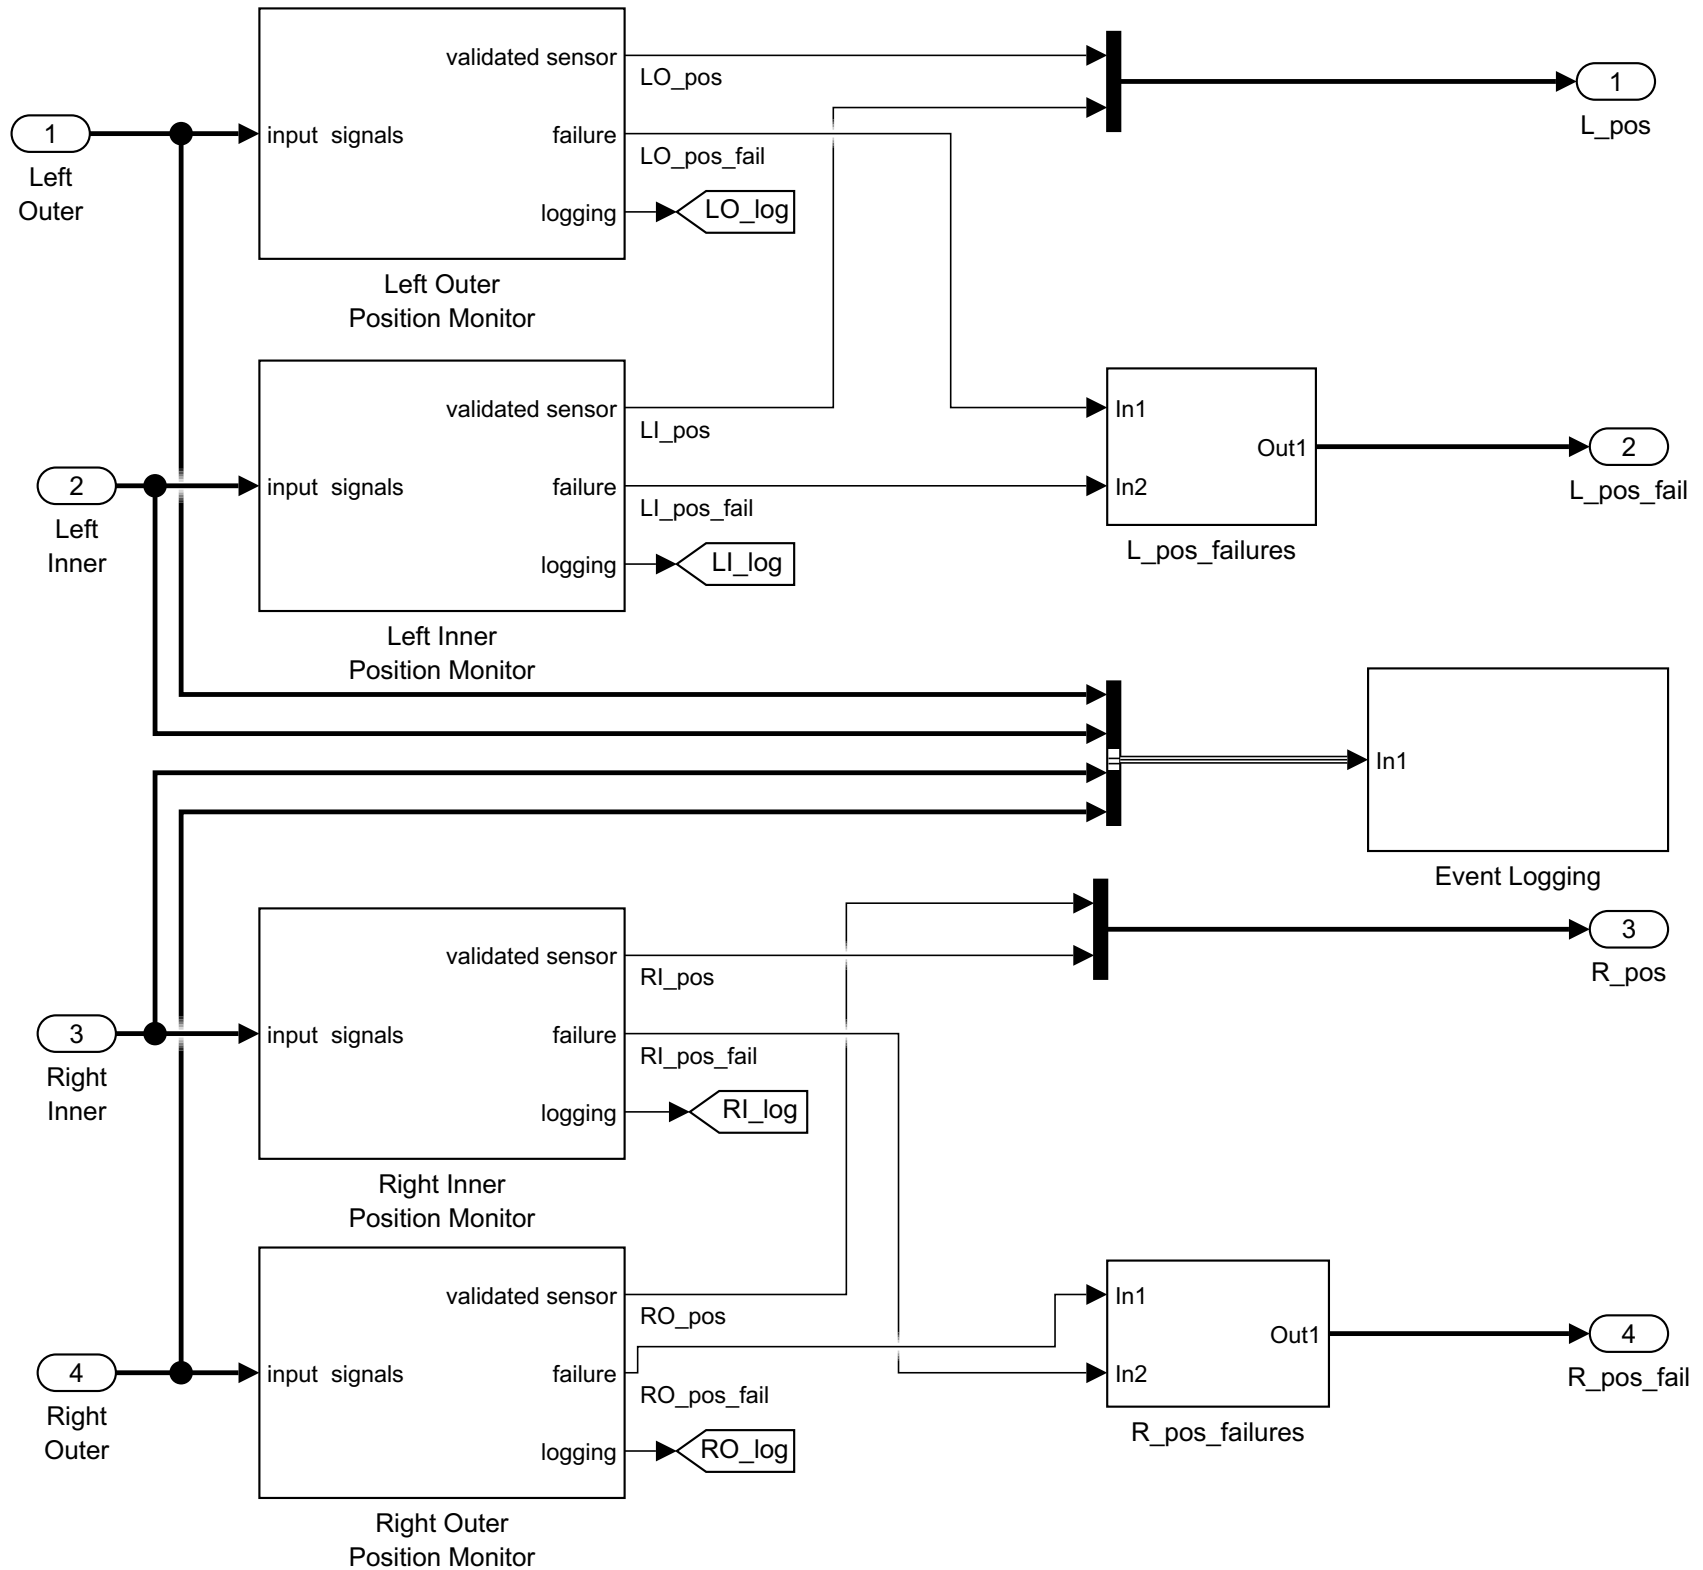 validated sensor
LO_pos
1
L_pos
1
Left
Outer
input signals
failure
LO_pos_fail
logging
LO_log
Left Outer
Position Monitor
validated sensor
LI_pos
In1
Out1
2
L_pos_fail
2
Left
Inner
input signals
failure
LI_pos_fail
In2
L_pos_failures
logging
LI_log
Left Inner
Position Monitor
In1
Event Logging
validated sensor
RI_pos
3
R_pos
3
Right
Inner
input signals
failure
RI_pos_fail
logging
RI_log
Right Inner
Position Monitor
validated sensor
RO_pos
In1
Out1
4
R_pos_fail
4
Right
Outer
input signals
failure
RO_pos_fail
In2
R_pos_failures
logging
RO_log
Right Outer
Position Monitor